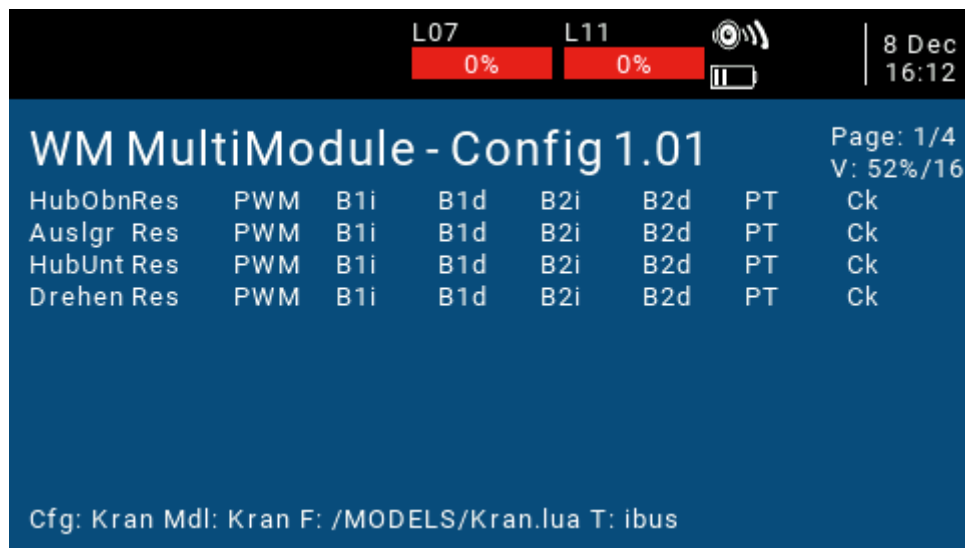 L07 L11
0% 0%
8 Dec
16:12
WM MultiModule - Config 1.01
Page: 1/4
V: 52%/16
HubObnRes PWM B1i B1d B2i B2d PT Ck
Auslgr Res PWM B1i B1d B2i B2d PT Ck
HubUnt Res PWM B1i B1d B2i B2d PT Ck
Drehen Res PWM B1i B1d B2i B2d PT Ck
Cfg: Kran Mdl: Kran F: /MODELS/Kran.lua T: ibus